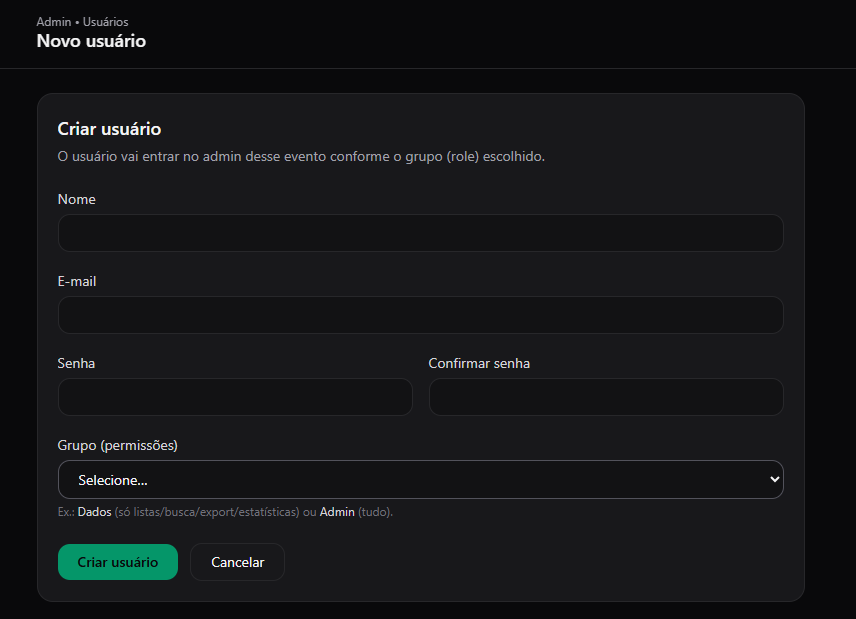 Admin • Usuários
Novo usuário
Criar usuário
O usuário vai entrar no admin desse evento conforme o grupo (role) escolhido.
Nome
E-mail
Senha
Confirmar senha
Grupo (permissões)
Selecione...
Ex.: Dados (só listas/busca/export/estatísticas) ou Admin (tudo).
Criar usuário
Cancelar